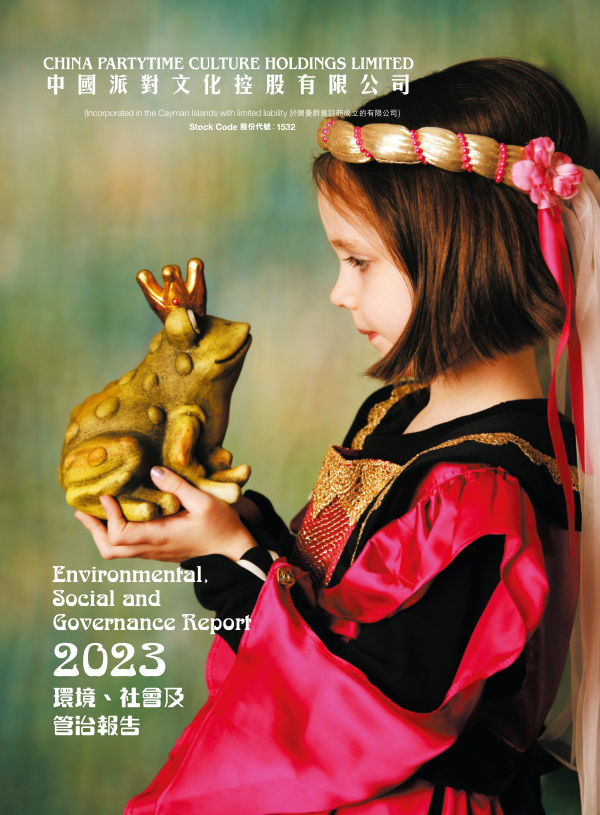 CHINA PARTYTIME CULTURE HOLDINGS LIMITED
中國派對文化控股有限公司
(Incorporated in the Cayman Islands with limited liability 於開曼群島註冊成立的有限公司)
Stock Code 股份代號 : 1532
Environmental,
Social and
Governance Report
2023
環境、社會及
管治報告